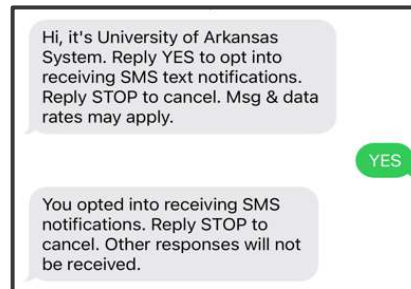 Hi, it's University of Arkansas
System. Reply YES to opt into
receiving SMS text notifications.
Reply STOP to cancel. Msg & data
rates may apply.
YES
You opted into receiving SMS
notifications. Reply STOP to
cancel. Other responses will not
be received.